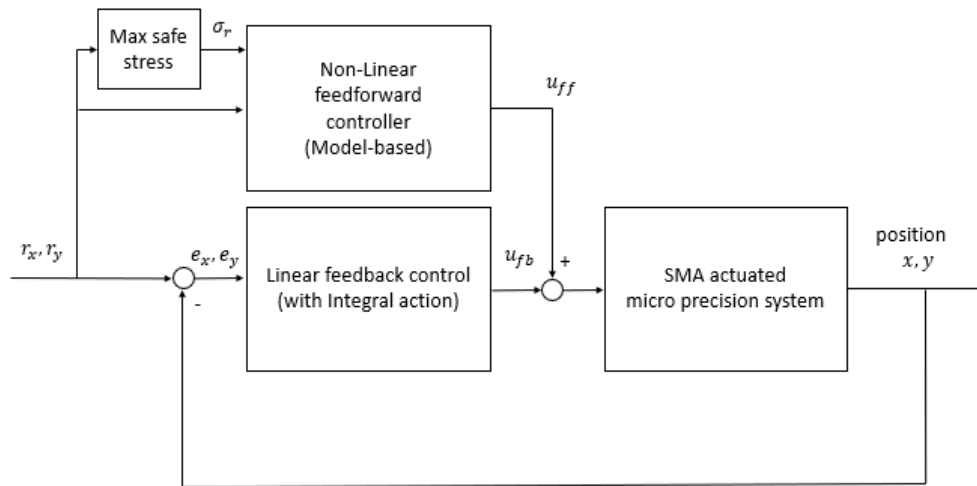 Max safe
stress
σ_r
Non-Linear
feedforward
controller
(Model-based)
u_ff
r_x, r_y
e_x, e_y
-
Linear feedback control
(with Integral action)
u_fb
+
SMA actuated
micro precision system
position
x, y